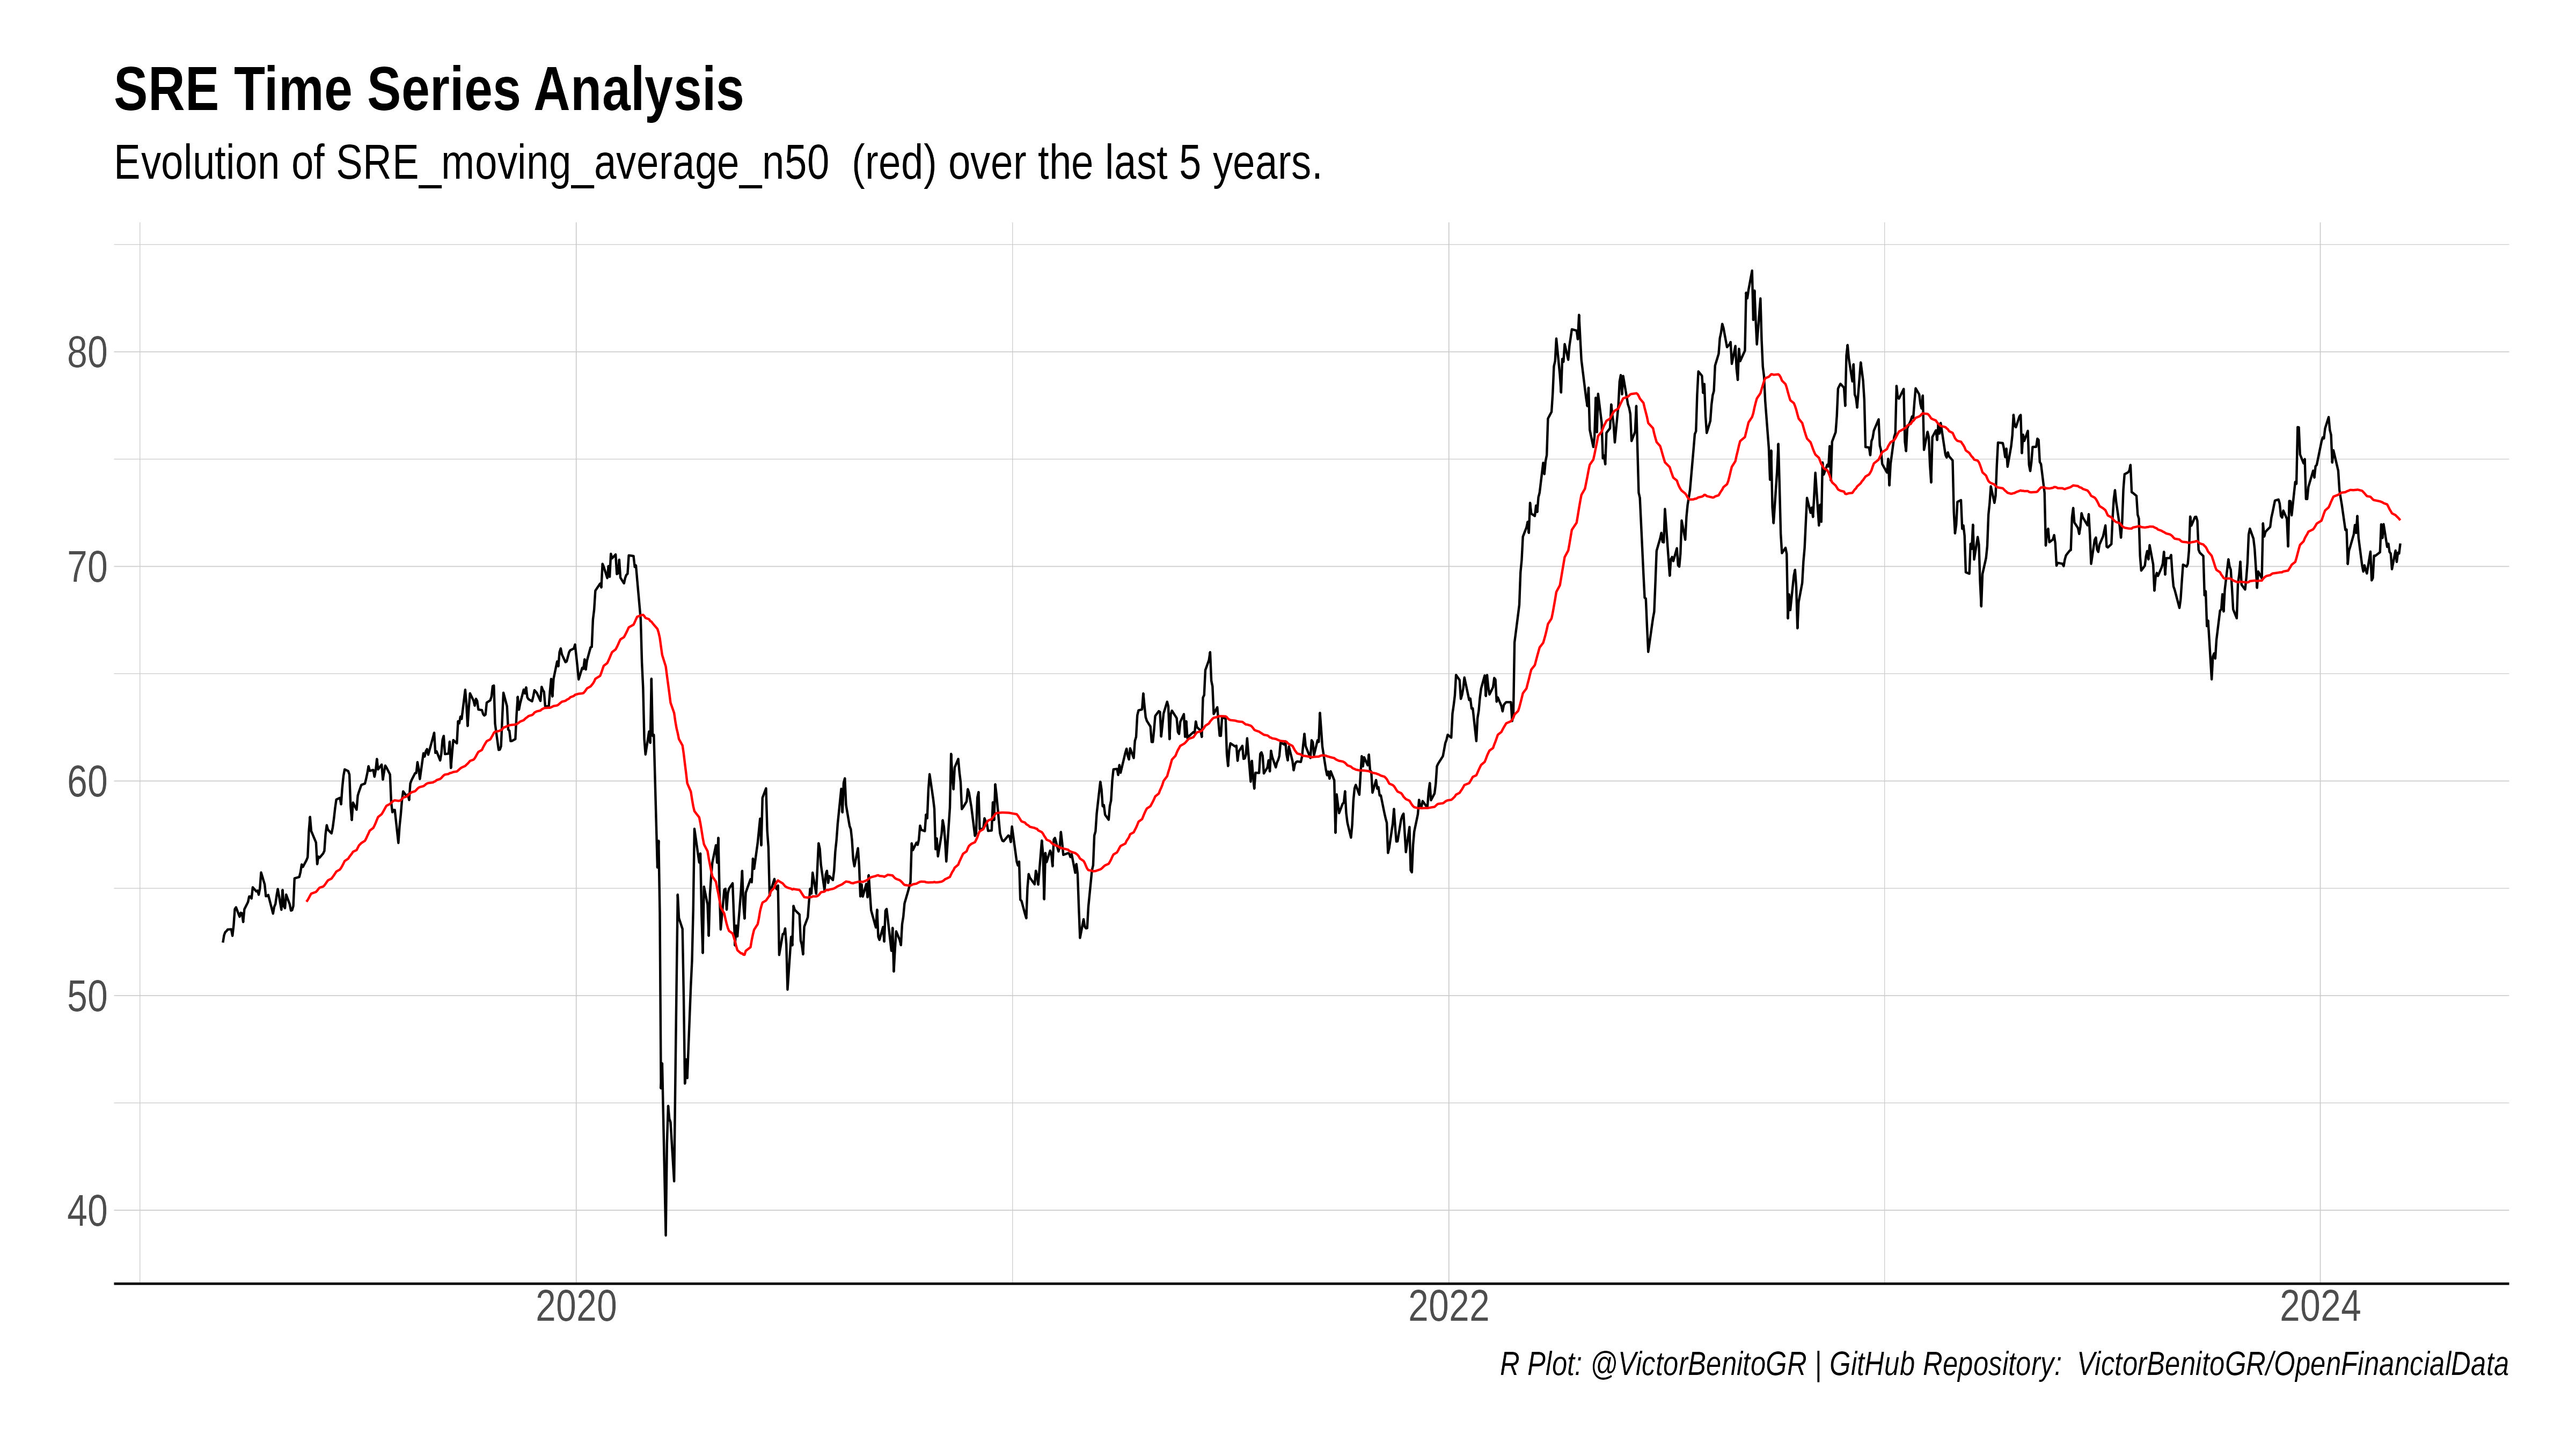 SRE Time Series Analysis
Evolution of SRE_moving_average_n50  (red) over the last 5 years.
80
70
60
50
40
2020 2022 2024
R Plot: @VictorBenitoGR | GitHub Repository:  VictorBenitoGR/OpenFinancialData